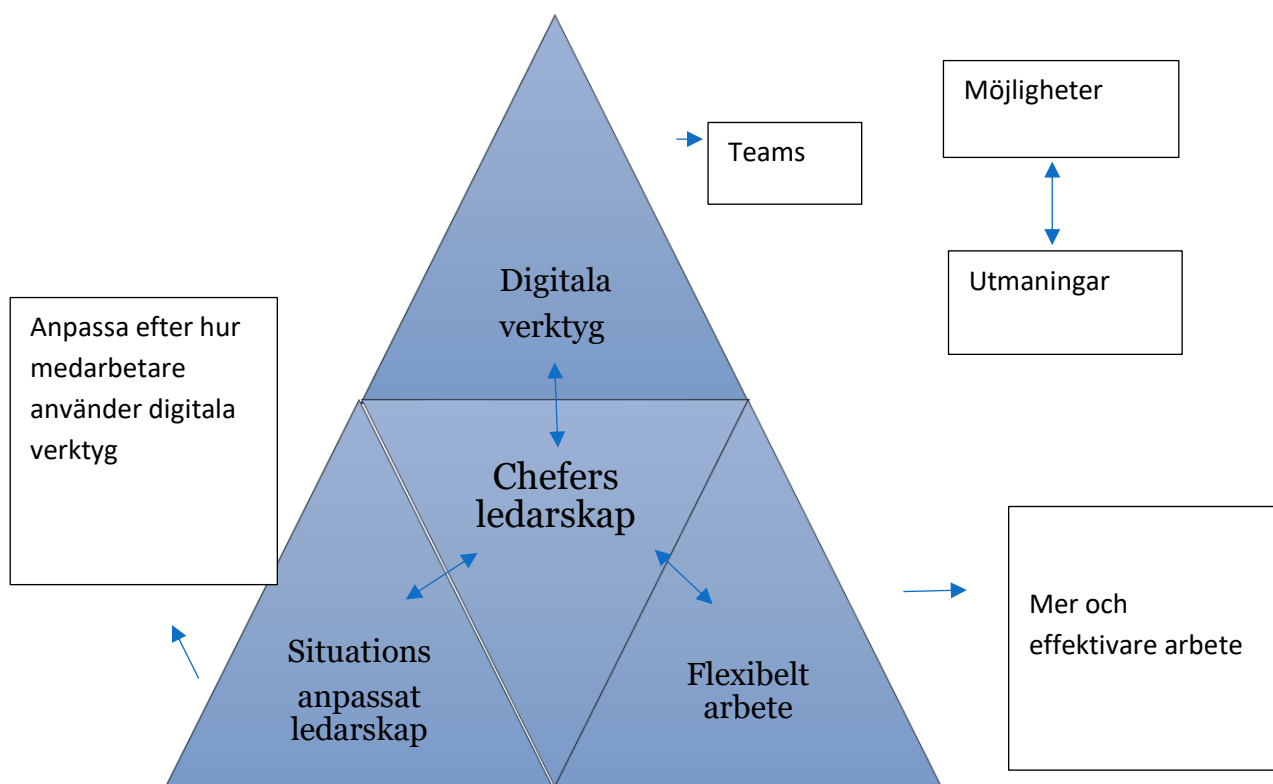 Möjligheter
Teams
Utmaningar
Digitala
verktyg
Anpassa efter hur
medarbetare
använder digitala
verktyg
Chefers
ledarskap
Situations
anpassat
ledarskap
Flexibelt
arbete
Mer och
effektivare arbete